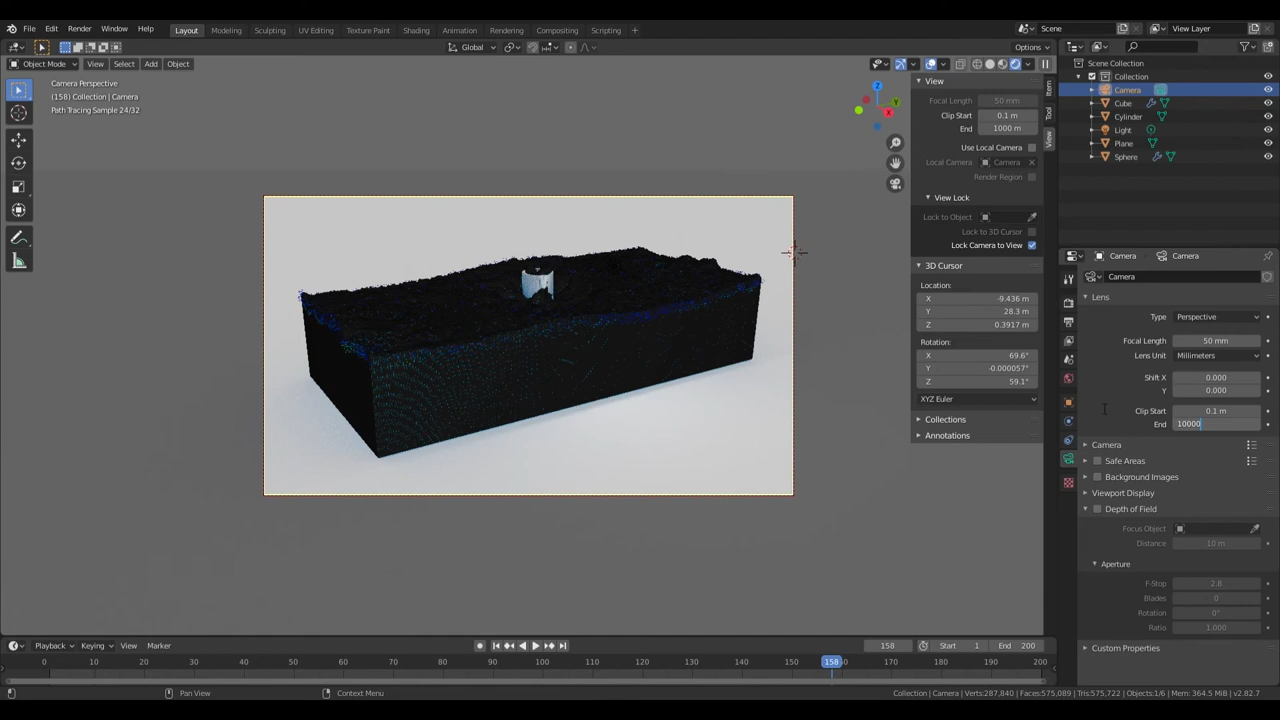 File Edit Render Window Help
Layout Modeling Sculpting UV Editing Texture Paint Shading Animation Rendering Compositing Scripting
Scene
View Layer
Global
Options
Object Mode View Select Add Object
Camera Perspective
(158) Collection | Camera
Path Tracing Sample 24/32
Z
Y
X
View
Focal Length 50 mm
Clip Start 0.1 m
End 1000 m
Use Local Camera
Local Camera Camera
Render Region
View Lock
Lock to Object
Lock to 3D Cursor
Lock Camera to View
3D Cursor
Location:
X -9.436 m
Y 28.3 m
Z 0.3917 m
Rotation:
X 69.6°
Y -0.000057°
Z 59.1°
XYZ Euler
Collections
Annotations
Item
Tool
View
Scene Collection
Collection
Camera
Cube
Cylinder
Light
Plane
Sphere
Camera Camera
Camera
Lens
Type Perspective
Focal Length 50 mm
Lens Unit Millimeters
Shift X 0.000
Y 0.000
Clip Start 0.1 m
End 10000
Camera
Safe Areas
Background Images
Viewport Display
Depth of Field
Focus Object
Distance 10 m
Aperture
F-Stop 2.8
Blades 0
Rotation 0°
Ratio 1.000
Custom Properties
Playback Keying View Marker
158
Start 1
End 200
0 10 20 30 40 50 60 70 80 90 100 110 120 130 140 150 158 60 170 180 190 200
Pan View
Context Menu
Collection | Camera | Verts:287,840 | Faces:575,089 | Tris:575,722 | Objects:1/6 | Mem: 364.5 MiB | v2.82.7